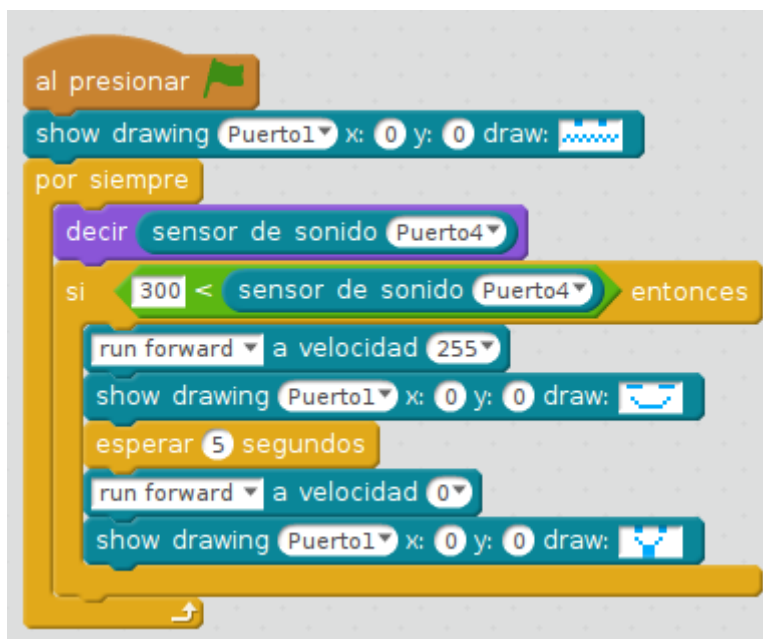 al presionar
show drawing Puerto1 x: 0 y: 0 draw:
por siempre
decir sensor de sonido Puerto4
si 300 < sensor de sonido Puerto4 entonces
run forward a velocidad 255
show drawing Puerto1 x: 0 y: 0 draw:
esperar 5 segundos
run forward a velocidad 0
show drawing Puerto1 x: 0 y: 0 draw: